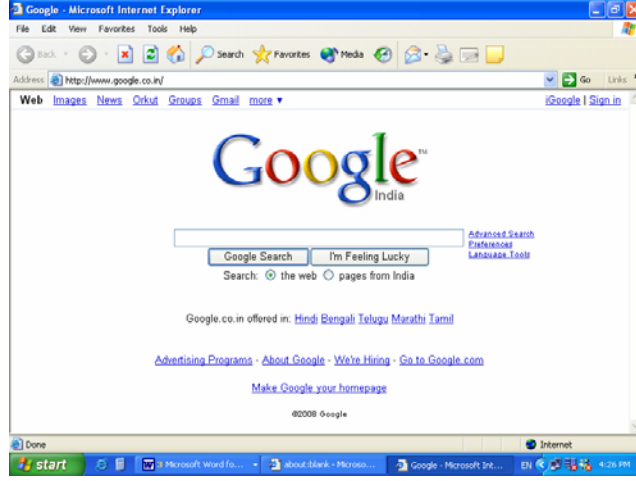 Google - Microsoft Internet Explorer
File Edit View Favorites Tools Help
Back Search Favorites Media
Address http://www.google.co.in/ Go Links
Web Images News Orkut Groups Gmail more ▼ iGoogle | Sign in
Google™
India
Advanced Search
Preferences
Language Tools
Google Search I'm Feeling Lucky
Search: the web pages from India
Google.co.in offered in: Hindi Bengali Telugu Marathi Tamil
Advertising Programs - About Google - We're Hiring - Go to Google.com
Make Google your homepage
©2008 Google
Done Internet
start 3 Microsoft Word fo... about:blank - Microso... Google - Microsoft Int... EN 4:26 PM